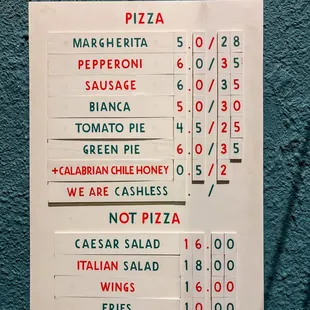 PIZZA
MARGHERITA 5.0/28
PEPPERONI 6.0/35
SAUSAGE 6.0/35
BIANCA 5.0/30
TOMATO PIE 4.5/25
GREEN PIE 6.0/35
+CALABRIAN CHILE HONEY 0.5/2
WE ARE CASHLESS . /
NOT PIZZA
CAESAR SALAD 16.00
ITALIAN SALAD 18.00
WINGS 16.00
FRIES